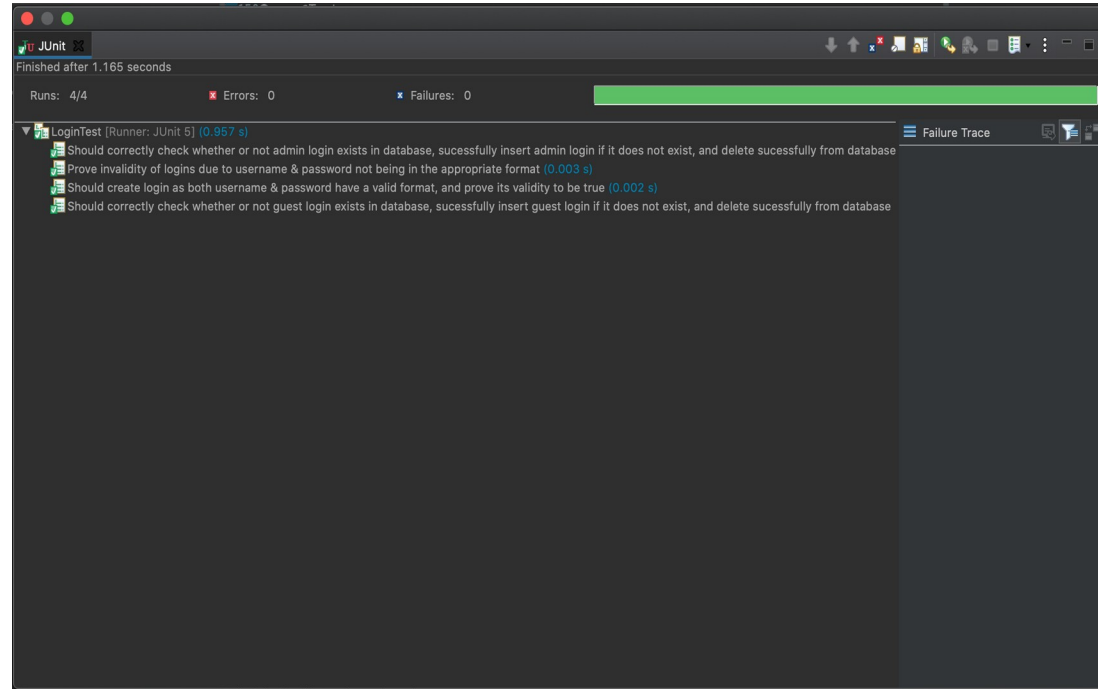 JUnit
Finished after 1.165 seconds
Runs: 4/4 Errors: 0 Failures: 0
LoginTest [Runner: JUnit 5] (0.957 s)
Failure Trace
Should correctly check whether or not admin login exists in database, sucessfully insert admin login if it does not exist, and delete sucessfully from database
Prove invalidity of logins due to username & password not being in the appropriate format (0.003 s)
Should create login as both username & password have a valid format, and prove its validity to be true (0.002 s)
Should correctly check whether or not guest login exists in database, sucessfully insert guest login if it does not exist, and delete sucessfully from database